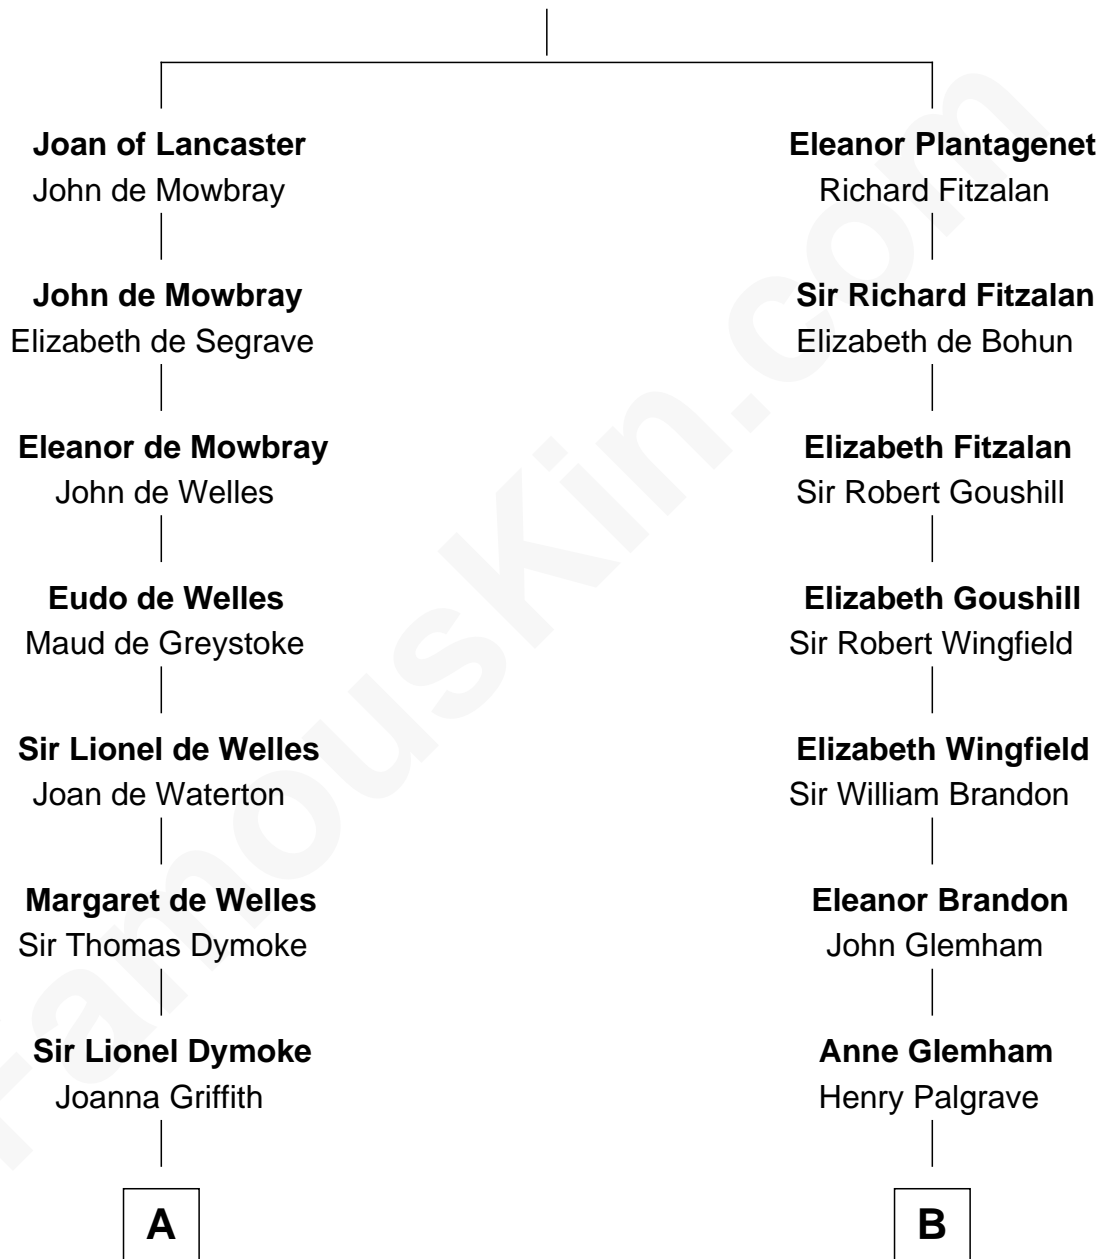 Joan of Lancaster
John de Mowbray
John de Mowbray
Elizabeth de Segrave
Eleanor de Mowbray
John de Welles
Eudo de Welles
Maud de Greystoke
Sir Lionel de Welles
Joan de Waterton
Margaret de Welles
Sir Thomas Dymoke
Sir Lionel Dymoke
Joanna Griffith
A
Eleanor Plantagenet
Richard Fitzalan
Sir Richard Fitzalan
Elizabeth de Bohun
Elizabeth Fitzalan
Sir Robert Goushill
Elizabeth Goushill
Sir Robert Wingfield
Elizabeth Wingfield
Sir William Brandon
Eleanor Brandon
John Glemham
Anne Glemham
Henry Palgrave
B
FamousKin.com